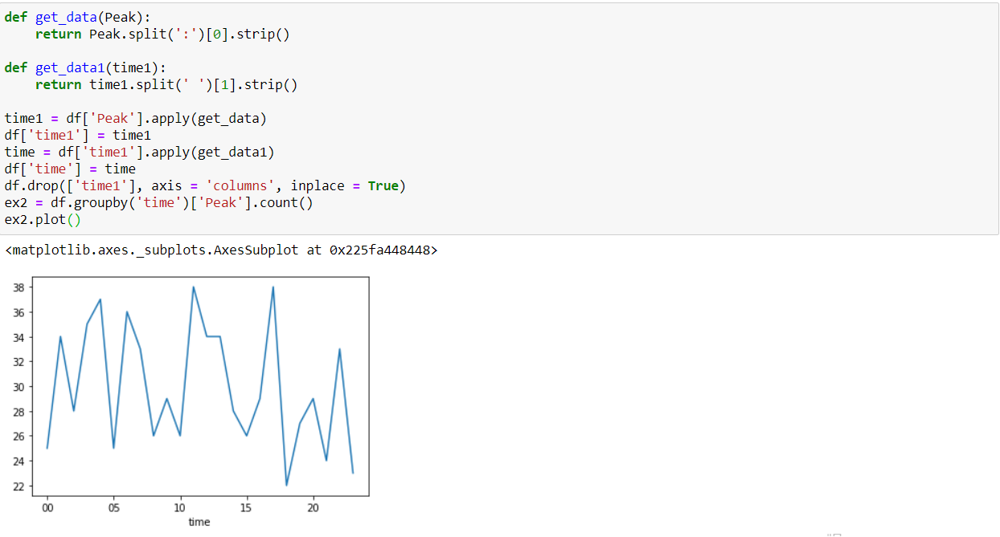 def get_data(Peak):
    return Peak.split(':')[0].strip()

def get_data1(time1):
    return time1.split(' ')[1].strip()

time1 = df['Peak'].apply(get_data)
df['time1'] = time1
time = df['time1'].apply(get_data1)
df['time'] = time
df.drop(['time1'], axis = 'columns', inplace = True)
ex2 = df.groupby('time')['Peak'].count()
ex2.plot()
<matplotlib.axes._subplots.AxesSubplot at 0x225fa448448>
38
36
34
32
30
28
26
24
22
00 05 10 15 20
time